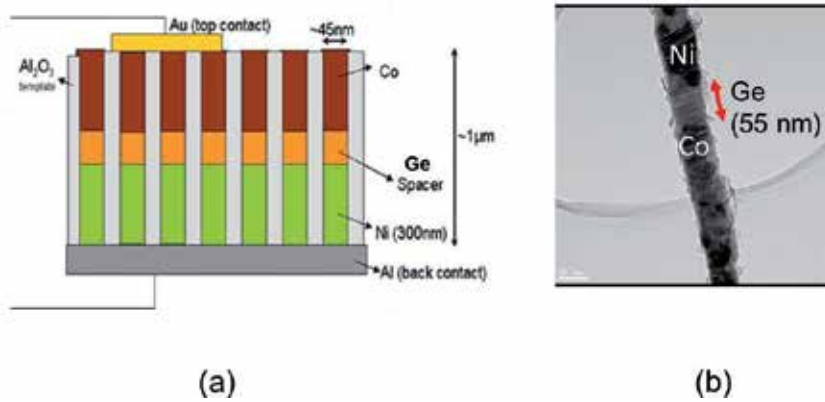 Au (top contact)
~45nm
Al₂O₃
template
Co
Ge
Spacer
~1μm
Ni (300nm)
Al (back contact)
(a)
Ni
Ge
(55 nm)
Co
(b)